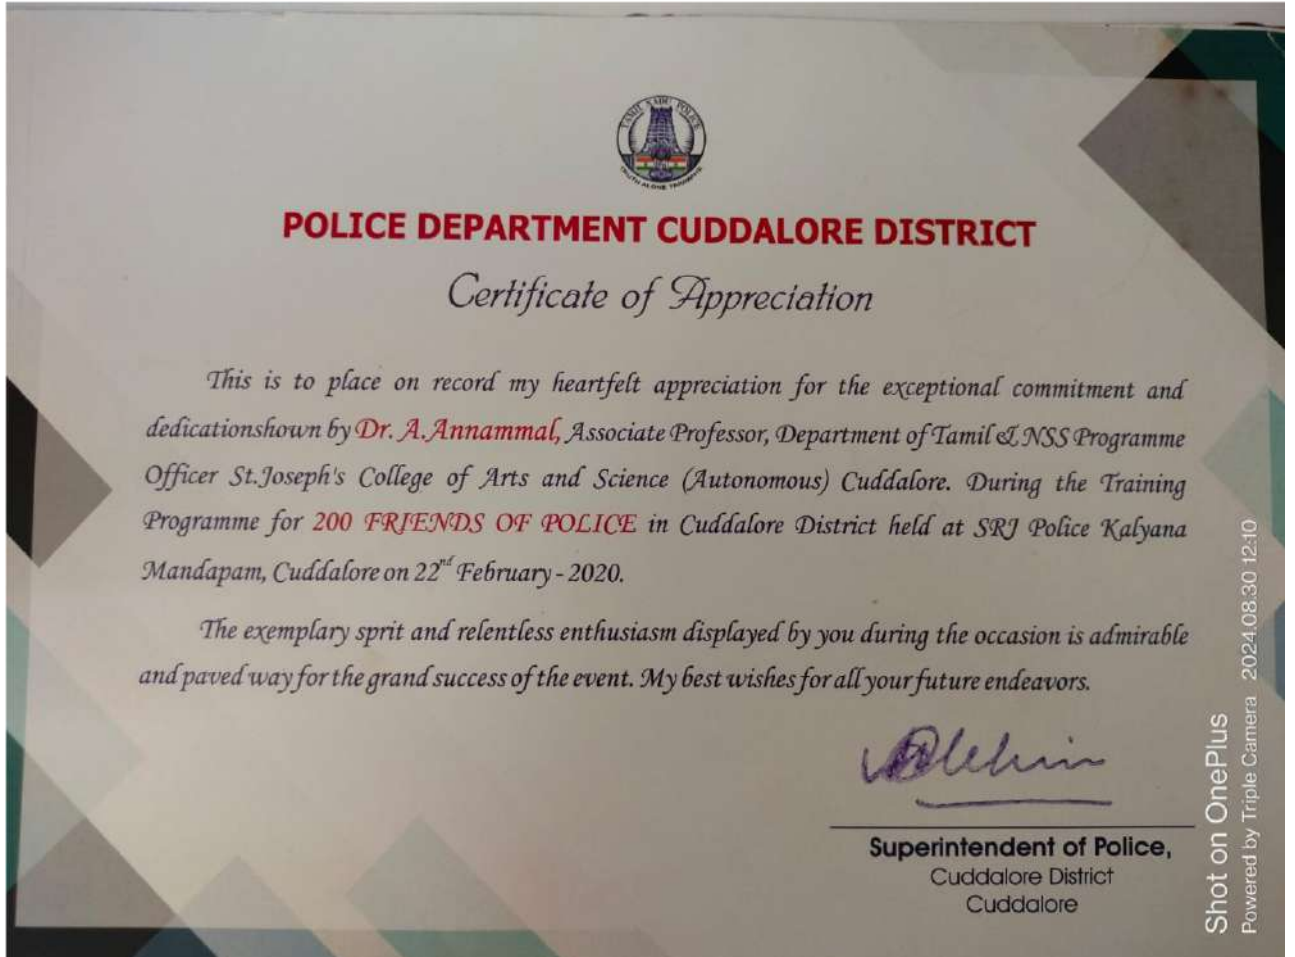 TAMIL NADU POLICE
TRUTH ALONE TRIUMPHS
POLICE DEPARTMENT CUDDALORE DISTRICT
Certificate of Appreciation
This is to place on record my heartfelt appreciation for the exceptional commitment and
dedicationshown by Dr. A.Annammal, Associate Professor, Department of Tamil & NSS Programme
Officer St.Joseph's College of Arts and Science (Autonomous) Cuddalore. During the Training
Programme for 200 FRIENDS OF POLICE in Cuddalore District held at SRJ Police Kalyana
Mandapam, Cuddalore on 22nd February - 2020.
The exemplary sprit and relentless enthusiasm displayed by you during the occasion is admirable
and paved way for the grand success of the event. My best wishes for all your future endeavors.
Superintendent of Police,
Cuddalore District
Cuddalore
Shot on OnePlus
Powered by Triple Camera 2024.08.30 12:10